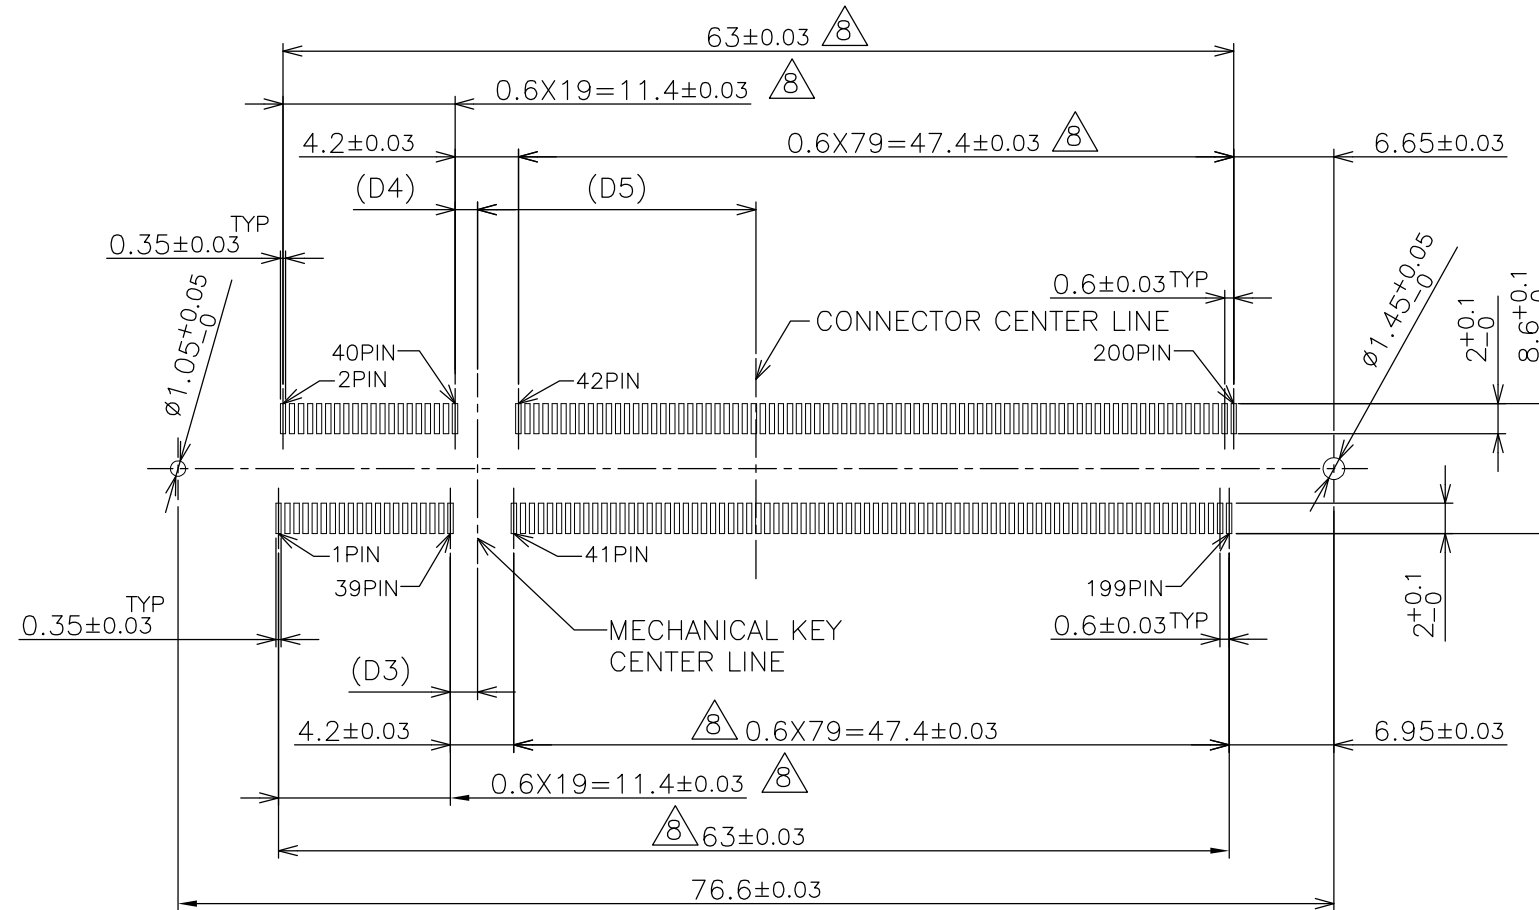 63±0.03 8
0.6X19=11.4±0.03 8
4.2±0.03
0.6X79=47.4±0.03 8
6.65±0.03
(D4)
(D5)
TYP
0.35±0.03
Ø1.05+0.05
-0
0.6±0.03 TYP
Ø1.45+0.05
-0
2+0.1
-0
8.6+0.1
CONNECTOR CENTER LINE
40PIN
2PIN
42PIN
200PIN
1PIN
39PIN
41PIN
199PIN
TYP
0.35±0.03
0.6±0.03 TYP
2+0.1
-0
MECHANICAL KEY
CENTER LINE
(D3)
4.2±0.03
8 0.6X79=47.4±0.03
6.95±0.03
0.6X19=11.4±0.03 8
8 63±0.03
76.6±0.03